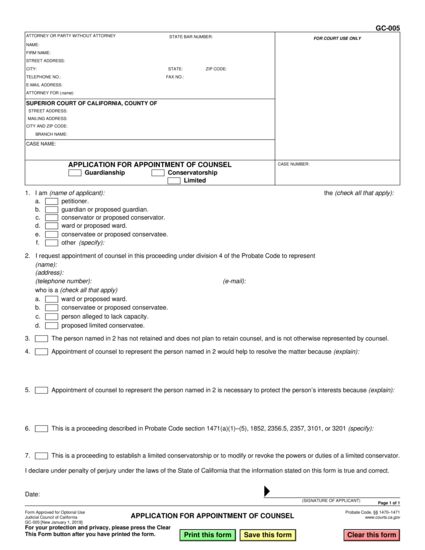 GC-005
ATTORNEY OR PARTY WITHOUT ATTORNEY
STATE BAR NUMBER:
FOR COURT USE ONLY
NAME:
FIRM NAME:
STREET ADDRESS:
CITY: STATE: ZIP CODE:
TELEPHONE NO.: FAX NO.:
E-MAIL ADDRESS:
ATTORNEY FOR (name):
SUPERIOR COURT OF CALIFORNIA, COUNTY OF
STREET ADDRESS:
MAILING ADDRESS:
CITY AND ZIP CODE:
BRANCH NAME:
CASE NAME:
APPLICATION FOR APPOINTMENT OF COUNSEL
Guardianship Conservatorship
Limited
CASE NUMBER:
1. I am (name of applicant): the (check all that apply):
a. petitioner.
b. guardian or proposed guardian.
c. conservator or proposed conservator.
d. ward or proposed ward.
e. conservatee or proposed conservatee.
f. other (specify):
2. I request appointment of counsel in this proceeding under division 4 of the Probate Code to represent
(name):
(address):
(telephone number): (e-mail):
who is a (check all that apply)
a. ward or proposed ward.
b. conservatee or proposed conservatee.
c. person alleged to lack capacity.
d. proposed limited conservatee.
3. The person named in 2 has not retained and does not plan to retain counsel, and is not otherwise represented by counsel.
4. Appointment of counsel to represent the person named in 2 would help to resolve the matter because (explain):
5. Appointment of counsel to represent the person named in 2 is necessary to protect the person's interests because (explain):
6. This is a proceeding described in Probate Code section 1471(a)(1)–(5), 1852, 2356.5, 2357, 3101, or 3201 (specify):
7. This is a proceeding to establish a limited conservatorship or to modify or revoke the powers or duties of a limited conservator.
I declare under penalty of perjury under the laws of the State of California that the information stated on this form is true and correct.
Date:
(SIGNATURE OF APPLICANT)
Page 1 of 1
Form Approved for Optional Use
Judicial Council of California
GC-005 [New January 1, 2019]
APPLICATION FOR APPOINTMENT OF COUNSEL
Probate Code, §§ 1470–1471
www.courts.ca.gov
For your protection and privacy, please press the Clear
This Form button after you have printed the form.
Print this form
Save this form
Clear this form